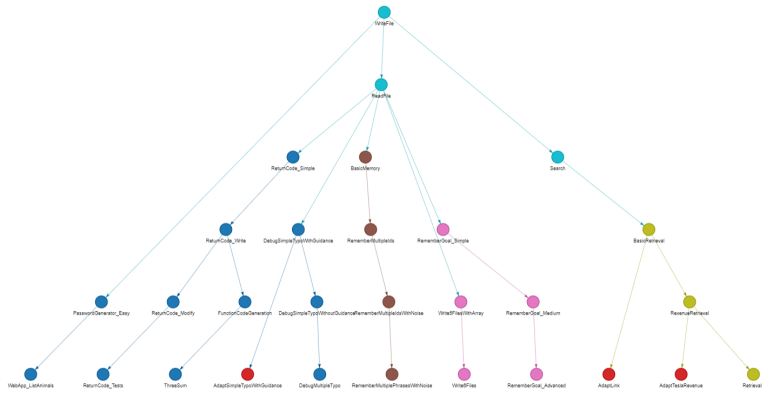 WriteFile
ReadFile
ReturnCode_Simple
BasicMemory
Search
ReturnCode_Write
DebugSimpleTypoWithGuidance
RememberMultipleIds
RememberGoal_Simple
BasicRetrieval
PasswordGenerator_Easy
ReturnCode_Modify
FunctionCodeGeneration
DebugSimpleTypoWithoutGuidance
RememberMultipleIdsWithNoise
Write6FilesWithArray
RememberGoal_Medium
RevenueRetrieval
WebApp_ListAnimals
ReturnCode_Tests
ThreeSum
AdaptSimpleTypoWithGuidance
DebugMultipleTypo
RememberMultiplePhrasesWithNoise
Write6Files
RememberGoal_Advanced
AdaptLink
AdaptTeslaRevenue
Retrieval